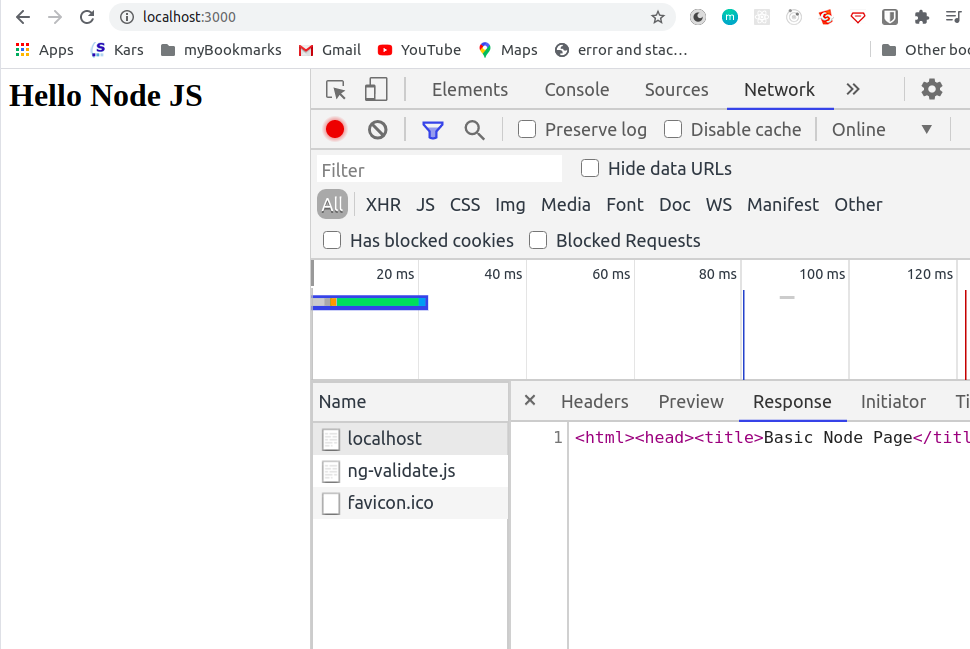 localhost:3000
Apps Kars myBookmarks Gmail YouTube Maps error and stac… Other boo
Hello Node JS
Elements Console Sources Network
Preserve log Disable cache Online
Filter Hide data URLs
All XHR JS CSS Img Media Font Doc WS Manifest Other
Has blocked cookies Blocked Requests
20 ms 40 ms 60 ms 80 ms 100 ms 120 ms
Name
× Headers Preview Response Initiator Ti
localhost
1 <html><head><title>Basic Node Page</titl
ng-validate.js
favicon.ico